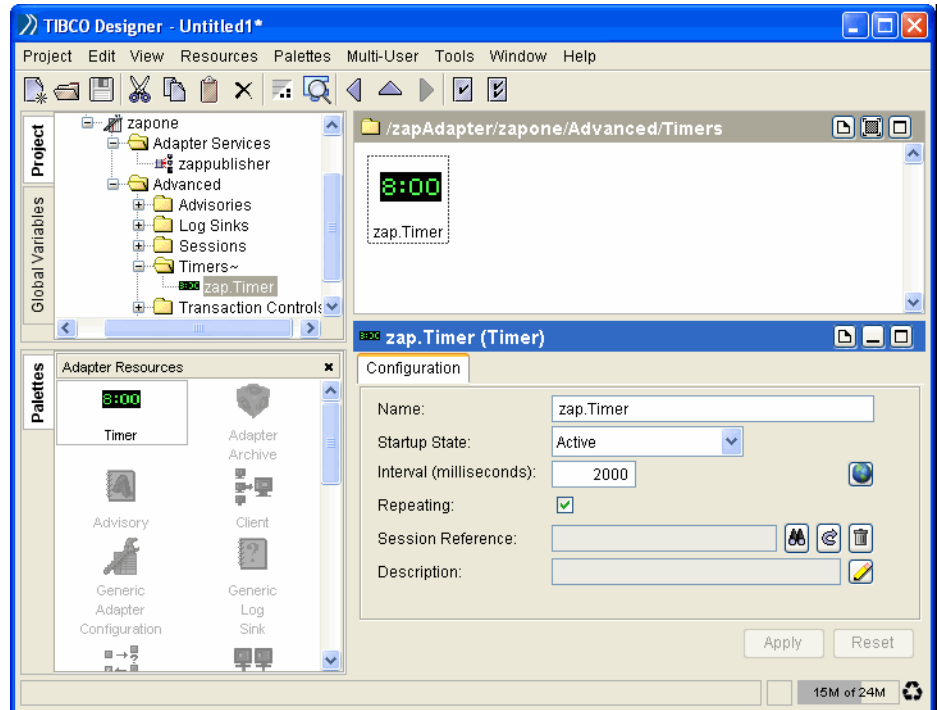 TIBCO Designer - Untitled1*
Project Edit View Resources Palettes Multi-User Tools Window Help
Project
Global Variables
zapone
Adapter Services
zappublisher
Advanced
Advisories
Log Sinks
Sessions
Timers~
zap.Timer
Transaction Controls
/zapAdapter/zapone/Advanced/Timers
8:00
zap.Timer
Palettes
Adapter Resources
8:00
Timer
Adapter
Archive
Advisory
Client
Generic
Adapter
Configuration
Generic
Log
Sink
zap.Timer (Timer)
Configuration
Name: zap.Timer
Startup State: Active
Interval (milliseconds): 2000
Repeating:
Session Reference:
Description:
Apply Reset
15M of 24M